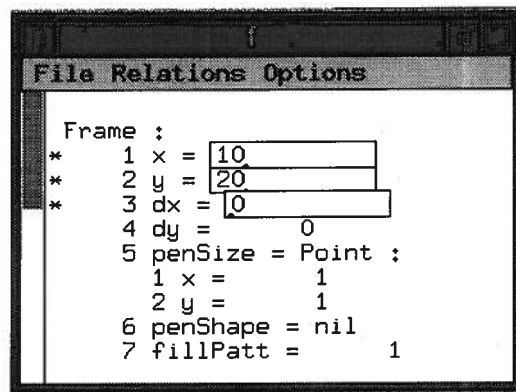 f
File Relations Options
Frame :
* 1 x = 10
* 2 y = 20
* 3 dx = 0
4 dy = 0
5 penSize = Point :
1 x = 1
2 y = 1
6 penShape = nil
7 fillPatt = 1